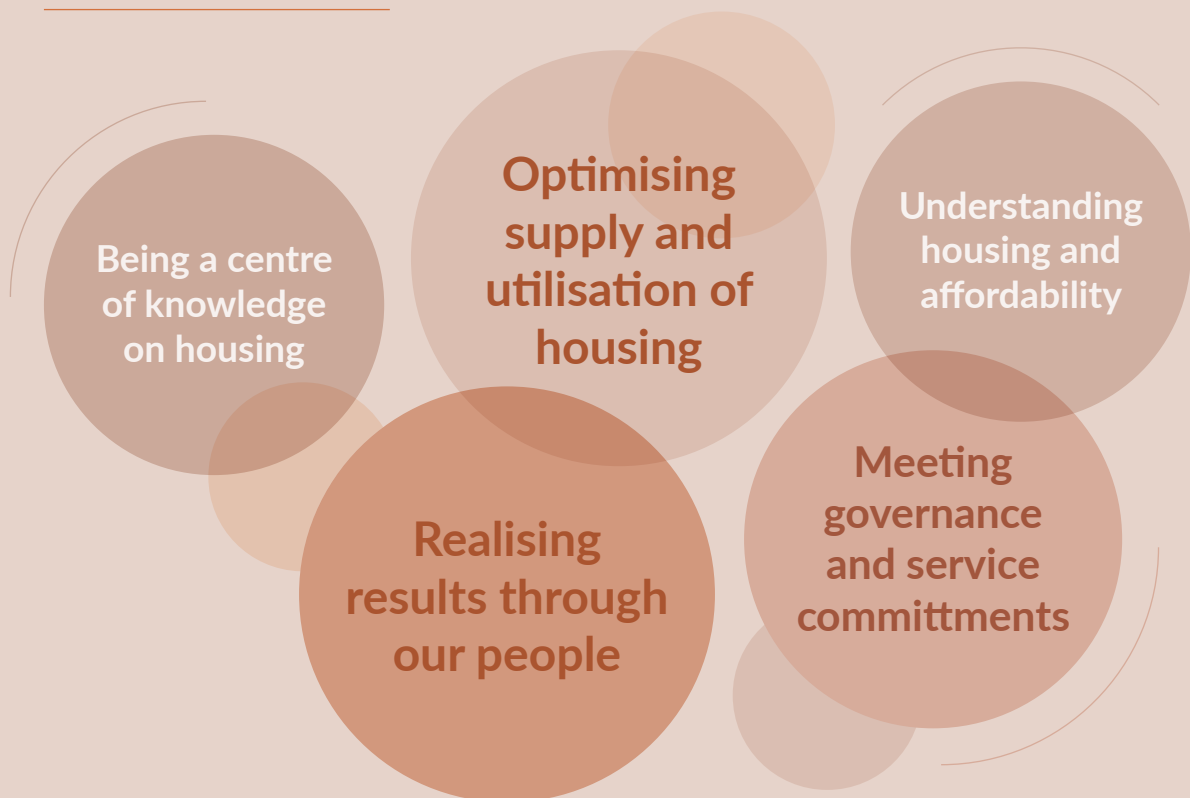 Being a centre
of knowledge
on housing
Optimising
supply and
utilisation of
housing
Understanding
housing and
affordability
Realising
results through
our people
Meeting
governance
and service
committments